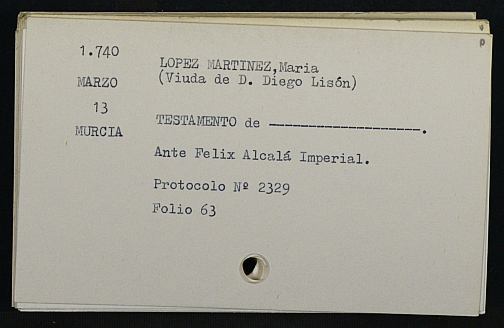 1.740
MARZO
13
MURCIA
LOPEZ MARTINEZ,Maria
(Viuda de D. Diego Lisón)
TESTAMENTO de --------------------.
Ante Felix Alcalá Imperial.
Protocolo Nº 2329
Folio 63